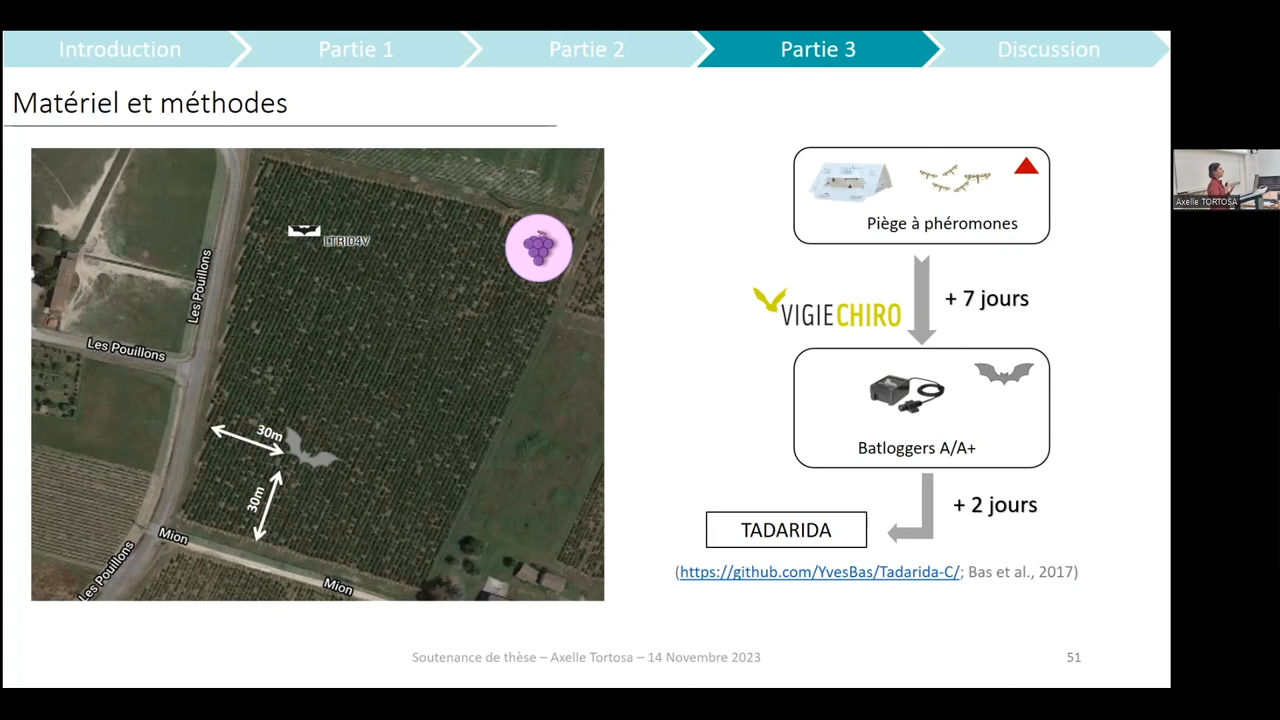 Introduction
Partie 1
Partie 2
Partie 3
Discussion
Matériel et méthodes
LTRI04V
Les Pouillons
Les Pouillons
30m
30m
Mion
Mion
Les Pouillons
Piège à phéromones
VIGIECHIRO
+ 7 jours
Batloggers A/A+
+ 2 jours
TADARIDA
(https://github.com/YvesBas/Tadarida-C/; Bas et al., 2017)
Soutenance de thèse – Axelle Tortosa – 14 Novembre 2023
51
Axelle TORTOSA